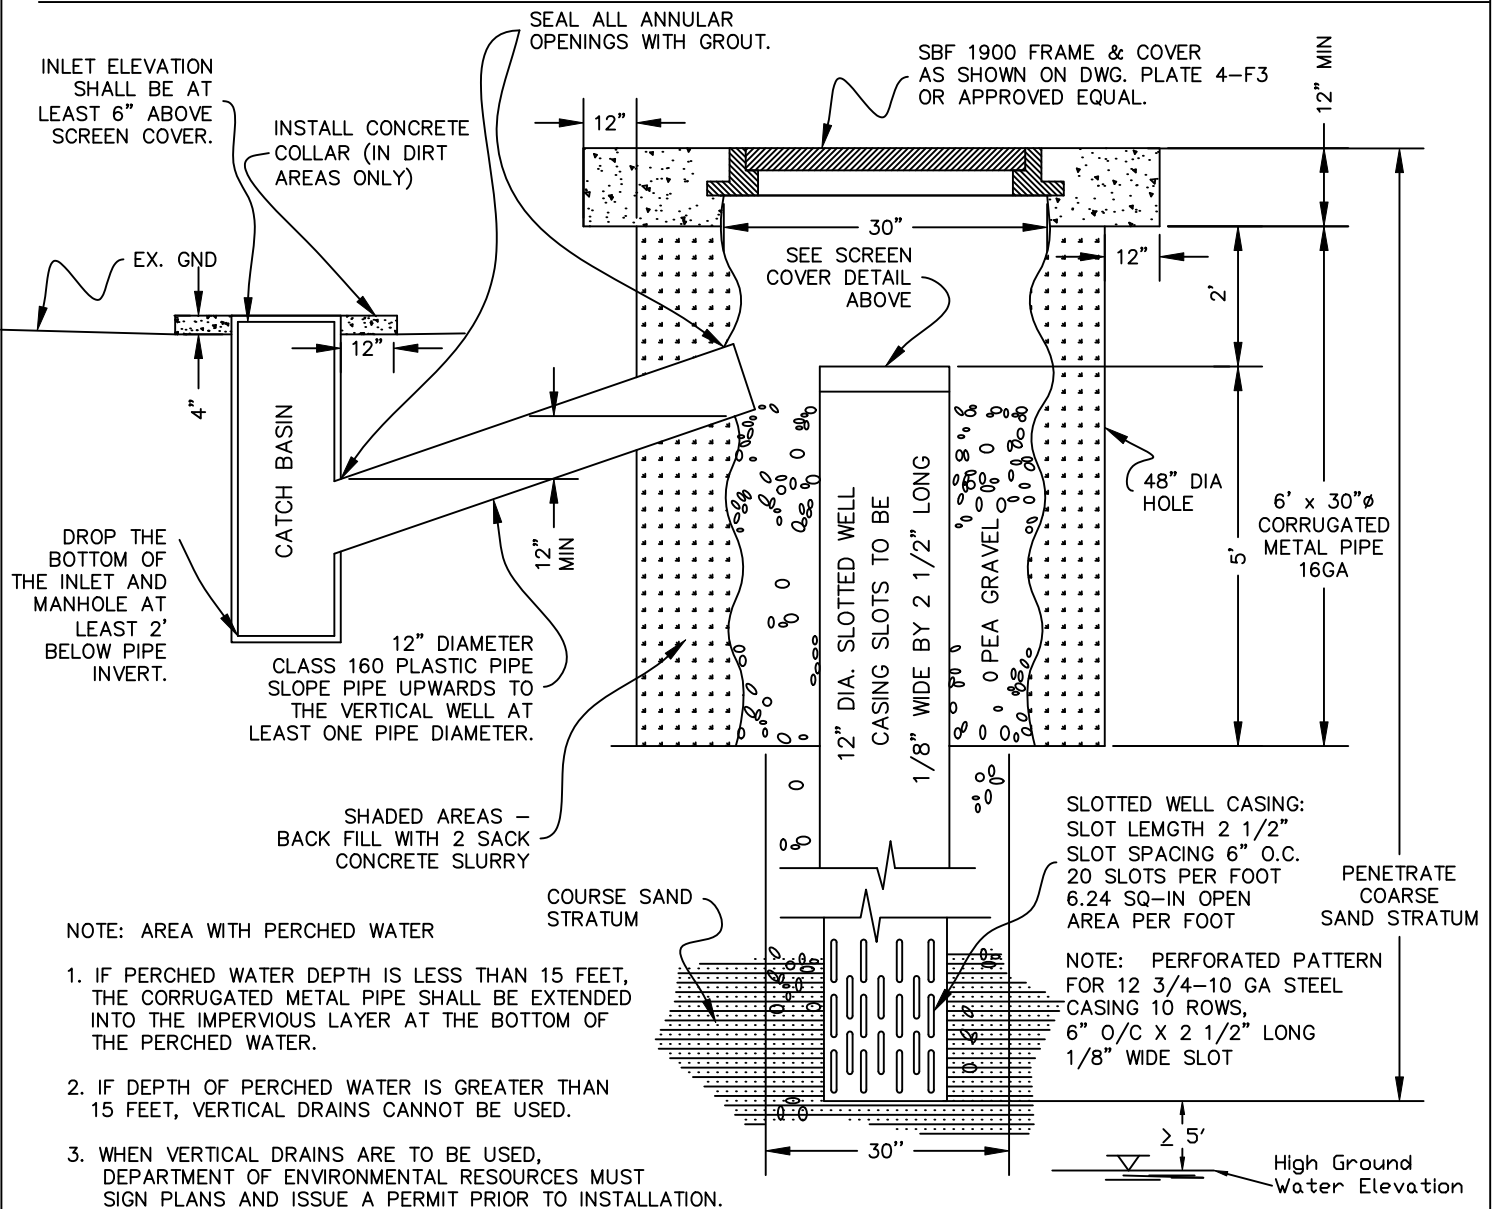 SEAL ALL ANNULAR
OPENINGS WITH GROUT.
INLET ELEVATION
SHALL BE AT
LEAST 6" ABOVE
SCREEN COVER.
INSTALL CONCRETE
COLLAR (IN DIRT
AREAS ONLY)
SBF 1900 FRAME & COVER
AS SHOWN ON DWG. PLATE 4-F3
OR APPROVED EQUAL.
12" MIN
12"
30"
12"
EX. GND
SEE SCREEN
COVER DETAIL
ABOVE
2'
12"
4"
CATCH BASIN
12"
MIN
48" DIA
HOLE
5'
6' x 30"ø
CORRUGATED
METAL PIPE
16GA
DROP THE
BOTTOM OF
THE INLET AND
MANHOLE AT
LEAST 2'
BELOW PIPE
INVERT.
12" DIA. SLOTTED WELL
CASING SLOTS TO BE
1/8" WIDE BY 2 1/2" LONG
O PEA GRAVEL
12" DIAMETER
CLASS 160 PLASTIC PIPE
SLOPE PIPE UPWARDS TO
THE VERTICAL WELL AT
LEAST ONE PIPE DIAMETER.
SHADED AREAS –
BACK FILL WITH 2 SACK
CONCRETE SLURRY
COURSE SAND
STRATUM
SLOTTED WELL CASING:
SLOT LEMGTH 2 1/2"
SLOT SPACING 6" O.C.
20 SLOTS PER FOOT
6.24 SQ-IN OPEN
AREA PER FOOT
PENETRATE
COARSE
SAND STRATUM
NOTE: PERFORATED PATTERN
FOR 12 3/4-10 GA STEEL
CASING 10 ROWS,
6" O/C X 2 1/2" LONG
1/8" WIDE SLOT
NOTE: AREA WITH PERCHED WATER
1. IF PERCHED WATER DEPTH IS LESS THAN 15 FEET,
THE CORRUGATED METAL PIPE SHALL BE EXTENDED
INTO THE IMPERVIOUS LAYER AT THE BOTTOM OF
THE PERCHED WATER.
2. IF DEPTH OF PERCHED WATER IS GREATER THAN
15 FEET, VERTICAL DRAINS CANNOT BE USED.
3. WHEN VERTICAL DRAINS ARE TO BE USED,
DEPARTMENT OF ENVIRONMENTAL RESOURCES MUST
SIGN PLANS AND ISSUE A PERMIT PRIOR TO INSTALLATION.
30"
≥ 5'
High Ground
Water Elevation